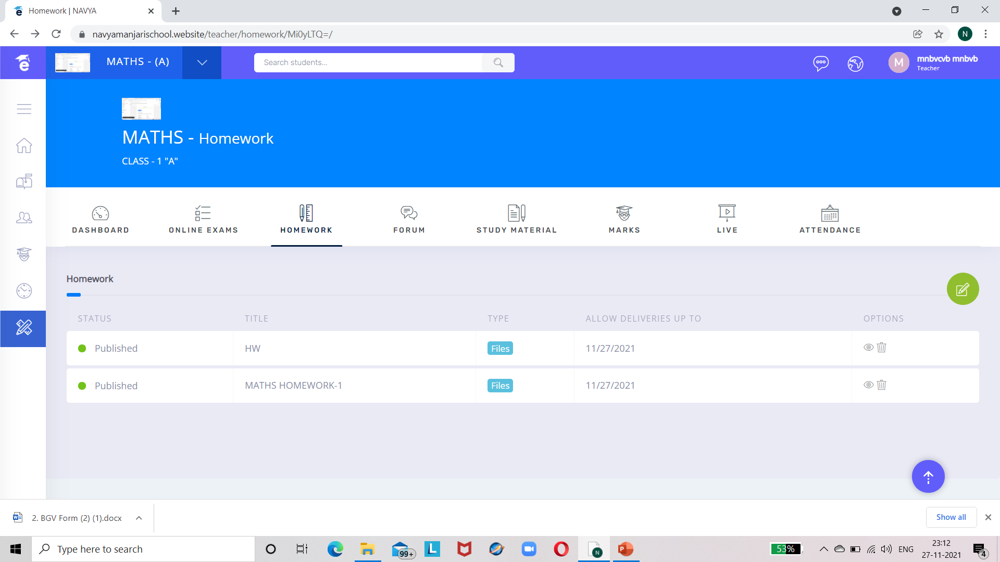 Homework | NAVYA
navyamanjarischool.website/teacher/homework/Mi0yLTQ=/
N
e
MATHS - (A)
Search students...
M
mnbvcvb mnbvb
Teacher
MATHS - Homework
CLASS - 1 "A"
DASHBOARD
ONLINE EXAMS
HOMEWORK
FORUM
STUDY MATERIAL
MARKS
LIVE
ATTENDANCE
Homework
STATUS TITLE TYPE ALLOW DELIVERIES UP TO OPTIONS
Published HW Files 11/27/2021
Published MATHS HOMEWORK-1 Files 11/27/2021
2. BGV Form (2) (1).docx
Show all
Type here to search
99+
L
N
P
53%
ENG
23:12
27-11-2021
4